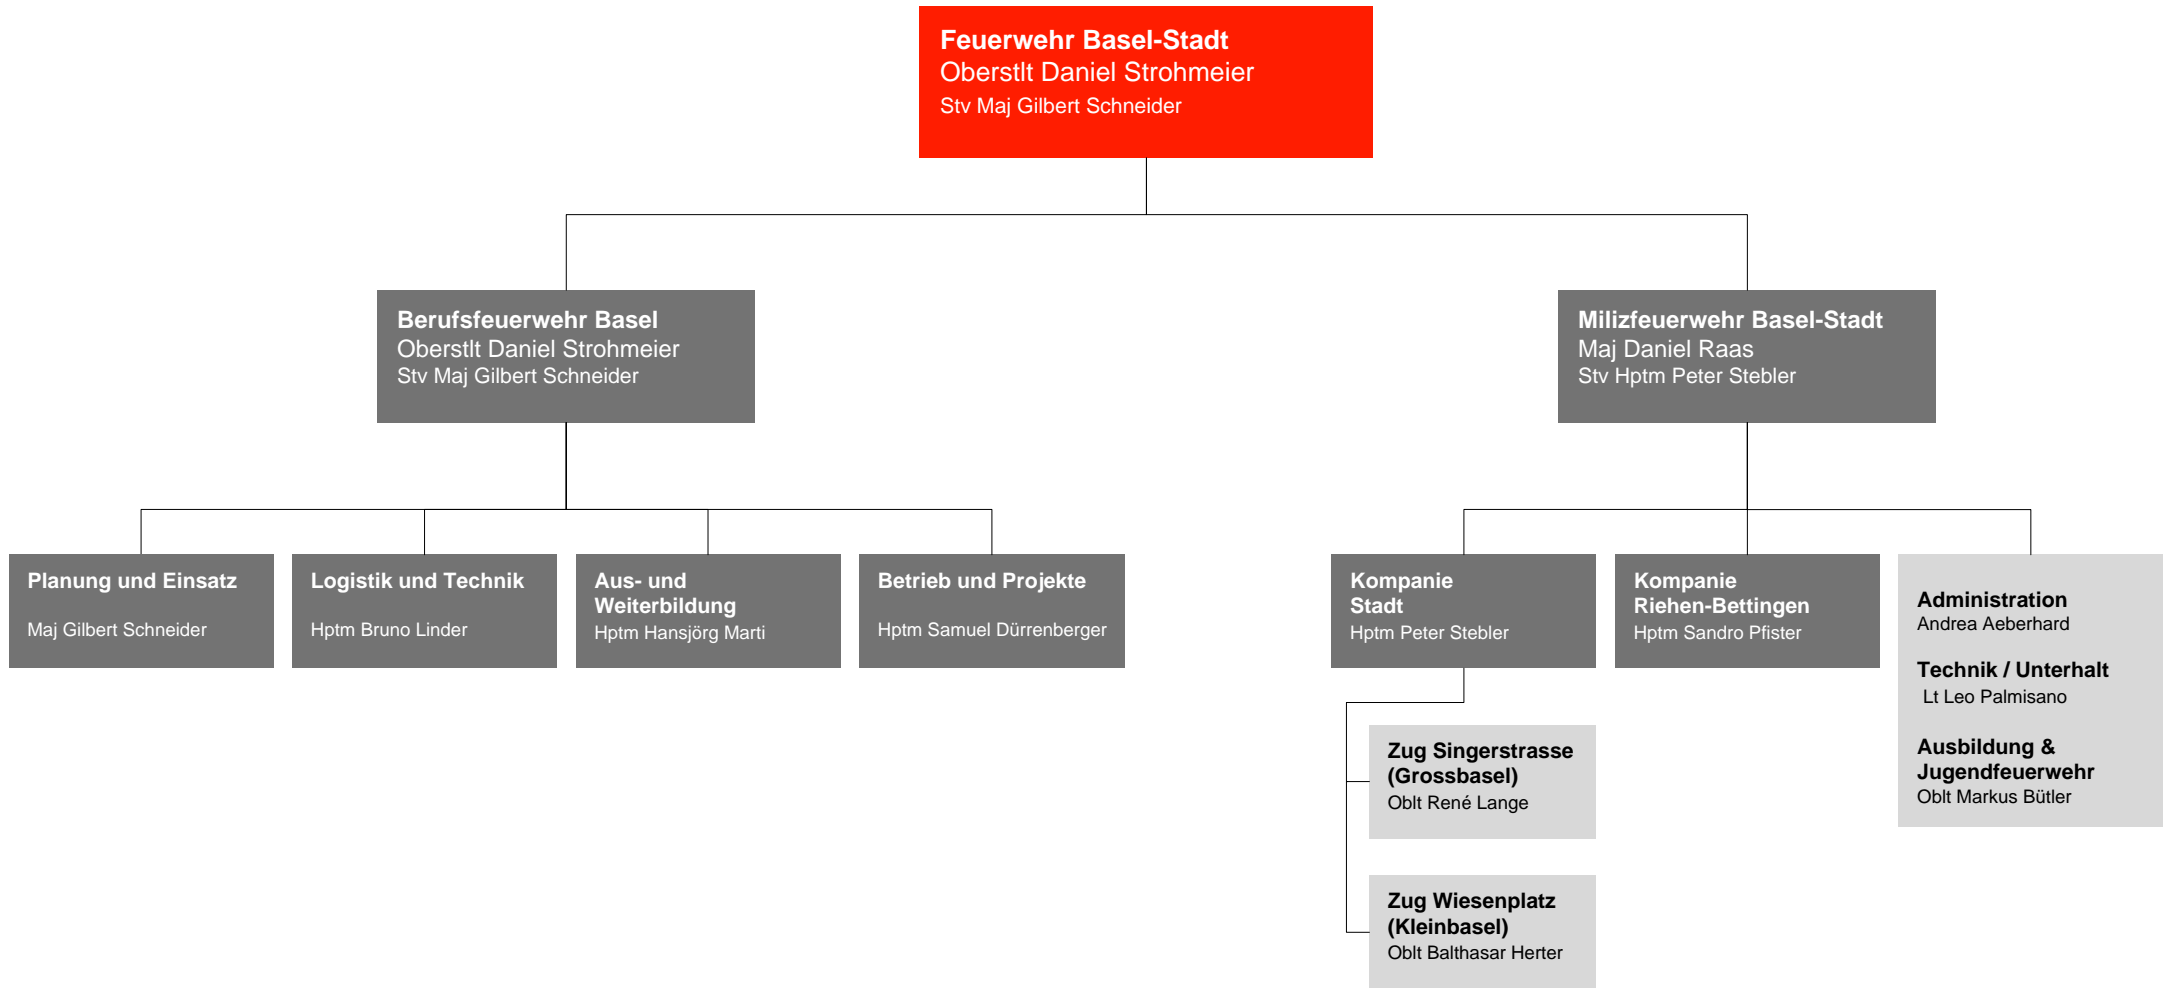 Feuerwehr Basel-Stadt
Oberstlt Daniel Strohmeier
Stv Maj Gilbert Schneider
Berufsfeuerwehr Basel
Oberstlt Daniel Strohmeier
Stv Maj Gilbert Schneider
Milizfeuerwehr Basel-Stadt
Maj Daniel Raas
Stv Hptm Peter Stebler
Planung und Einsatz
Maj Gilbert Schneider
Logistik und Technik
Hptm Bruno Linder
Aus- und
Weiterbildung
Hptm Hansjörg Marti
Betrieb und Projekte
Hptm Samuel Dürrenberger
Kompanie
Stadt
Hptm Peter Stebler
Kompanie
Riehen-Bettingen
Hptm Sandro Pfister
Administration
Andrea Aeberhard
Technik / Unterhalt
Lt Leo Palmisano
Ausbildung &
Jugendfeuerwehr
Oblt Markus Bütler
Zug Singerstrasse
(Grossbasel)
Oblt René Lange
Zug Wiesenplatz
(Kleinbasel)
Oblt Balthasar Herter